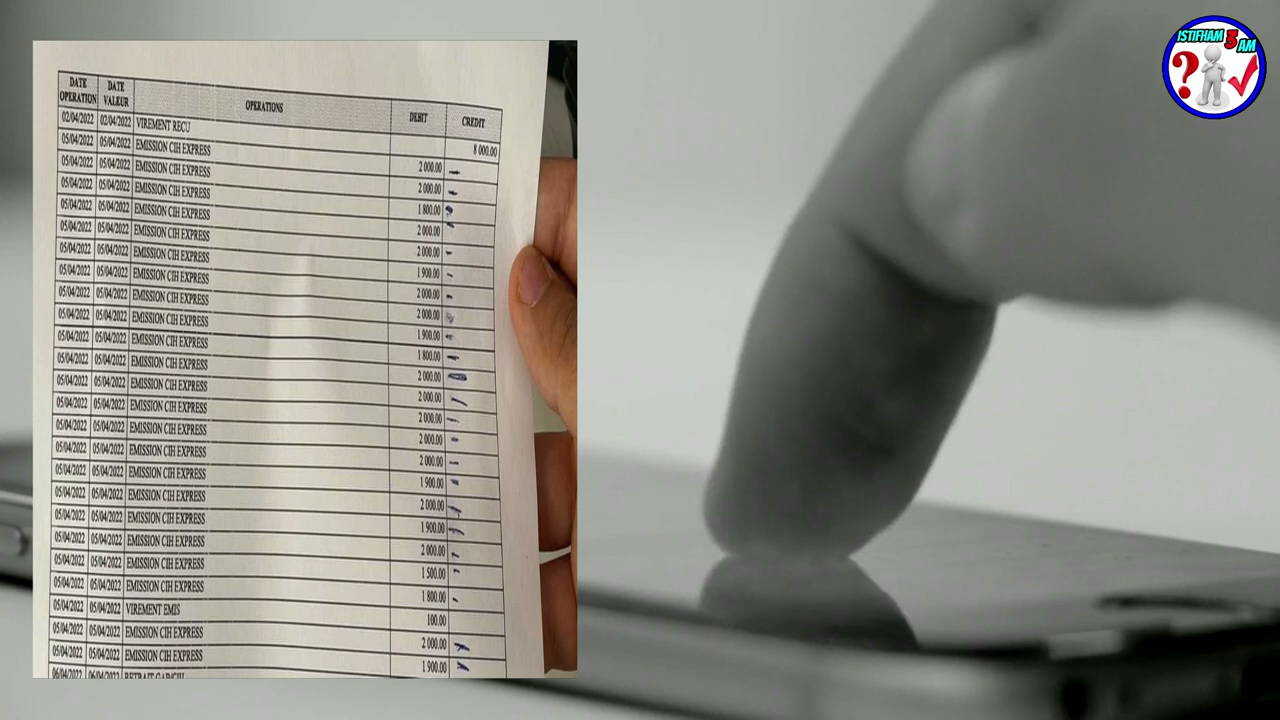 ISTIFHAM 3 AM
DATE OPERATION DATE VALEUR OPERATIONS DEBIT CREDIT
02/04/2022 02/04/2022 VIREMENT RECU 8 000.00
05/04/2022 05/04/2022 EMISSION CIH EXPRESS 2 000.00
05/04/2022 05/04/2022 EMISSION CIH EXPRESS 2 000.00
05/04/2022 05/04/2022 EMISSION CIH EXPRESS 1 800.00
05/04/2022 05/04/2022 EMISSION CIH EXPRESS 2 000.00
05/04/2022 05/04/2022 EMISSION CIH EXPRESS 2 000.00
05/04/2022 05/04/2022 EMISSION CIH EXPRESS 1 900.00
05/04/2022 05/04/2022 EMISSION CIH EXPRESS 2 000.00
05/04/2022 05/04/2022 EMISSION CIH EXPRESS 2 000.00
05/04/2022 05/04/2022 EMISSION CIH EXPRESS 1 900.00
05/04/2022 05/04/2022 EMISSION CIH EXPRESS 1 800.00
05/04/2022 05/04/2022 EMISSION CIH EXPRESS 2 000.00
05/04/2022 05/04/2022 EMISSION CIH EXPRESS 2 000.00
05/04/2022 05/04/2022 EMISSION CIH EXPRESS 2 000.00
05/04/2022 05/04/2022 EMISSION CIH EXPRESS 2 000.00
05/04/2022 05/04/2022 EMISSION CIH EXPRESS 2 000.00
05/04/2022 05/04/2022 EMISSION CIH EXPRESS 1 900.00
05/04/2022 05/04/2022 EMISSION CIH EXPRESS 2 000.00
05/04/2022 05/04/2022 EMISSION CIH EXPRESS 1 900.00
05/04/2022 05/04/2022 EMISSION CIH EXPRESS 2 000.00
05/04/2022 05/04/2022 EMISSION CIH EXPRESS 1 500.00
05/04/2022 05/04/2022 EMISSION CIH EXPRESS 1 800.00
05/04/2022 05/04/2022 VIREMENT EMIS 100.00
05/04/2022 05/04/2022 EMISSION CIH EXPRESS 2 000.00
05/04/2022 05/04/2022 EMISSION CIH EXPRESS 1 900.00
06/04/2022 06/04/2022 RETRAIT